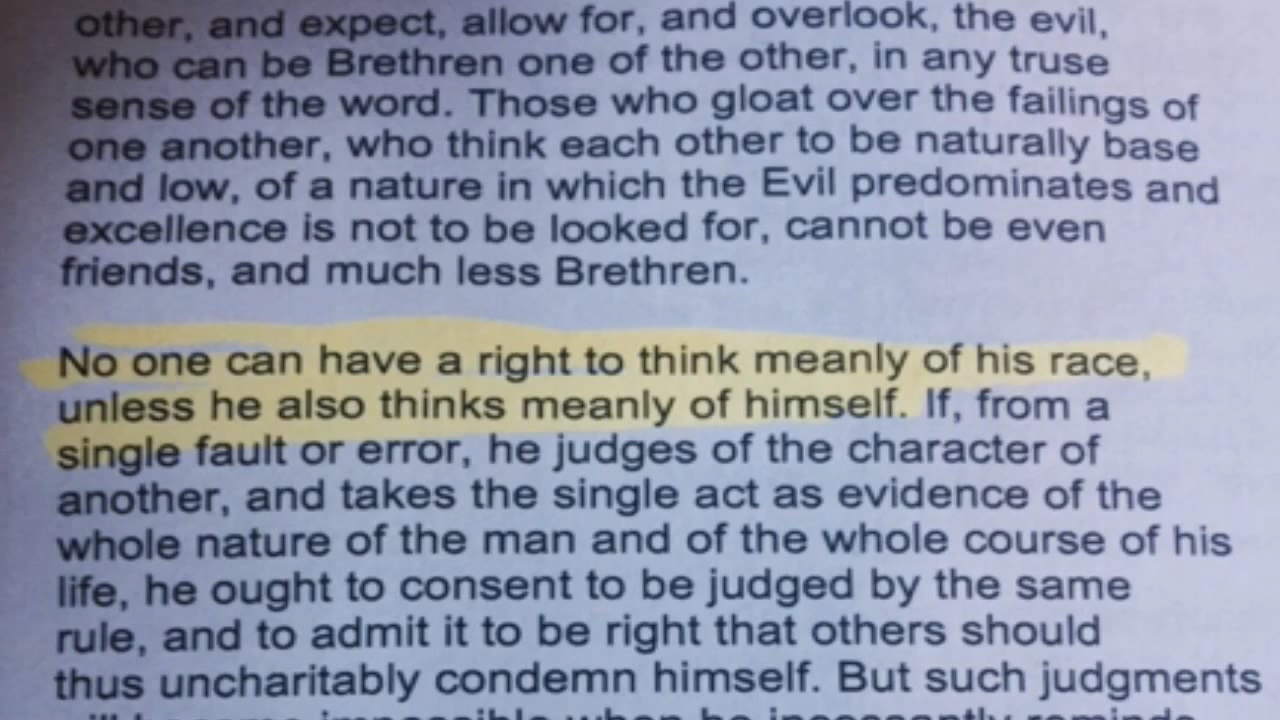 other, and expect, allow for, and overlook, the evil,
who can be Brethren one of the other, in any truse
sense of the word. Those who gloat over the failings of
one another, who think each other to be naturally base
and low, of a nature in which the Evil predominates and
excellence is not to be looked for, cannot be even
friends, and much less Brethren.
No one can have a right to think meanly of his race,
unless he also thinks meanly of himself. If, from a
single fault or error, he judges of the character of
another, and takes the single act as evidence of the
whole nature of the man and of the whole course of his
life, he ought to consent to be judged by the same
rule, and to admit it to be right that others should
thus uncharitably condemn himself. But such judgments
will become impossible when he incessantly reminds